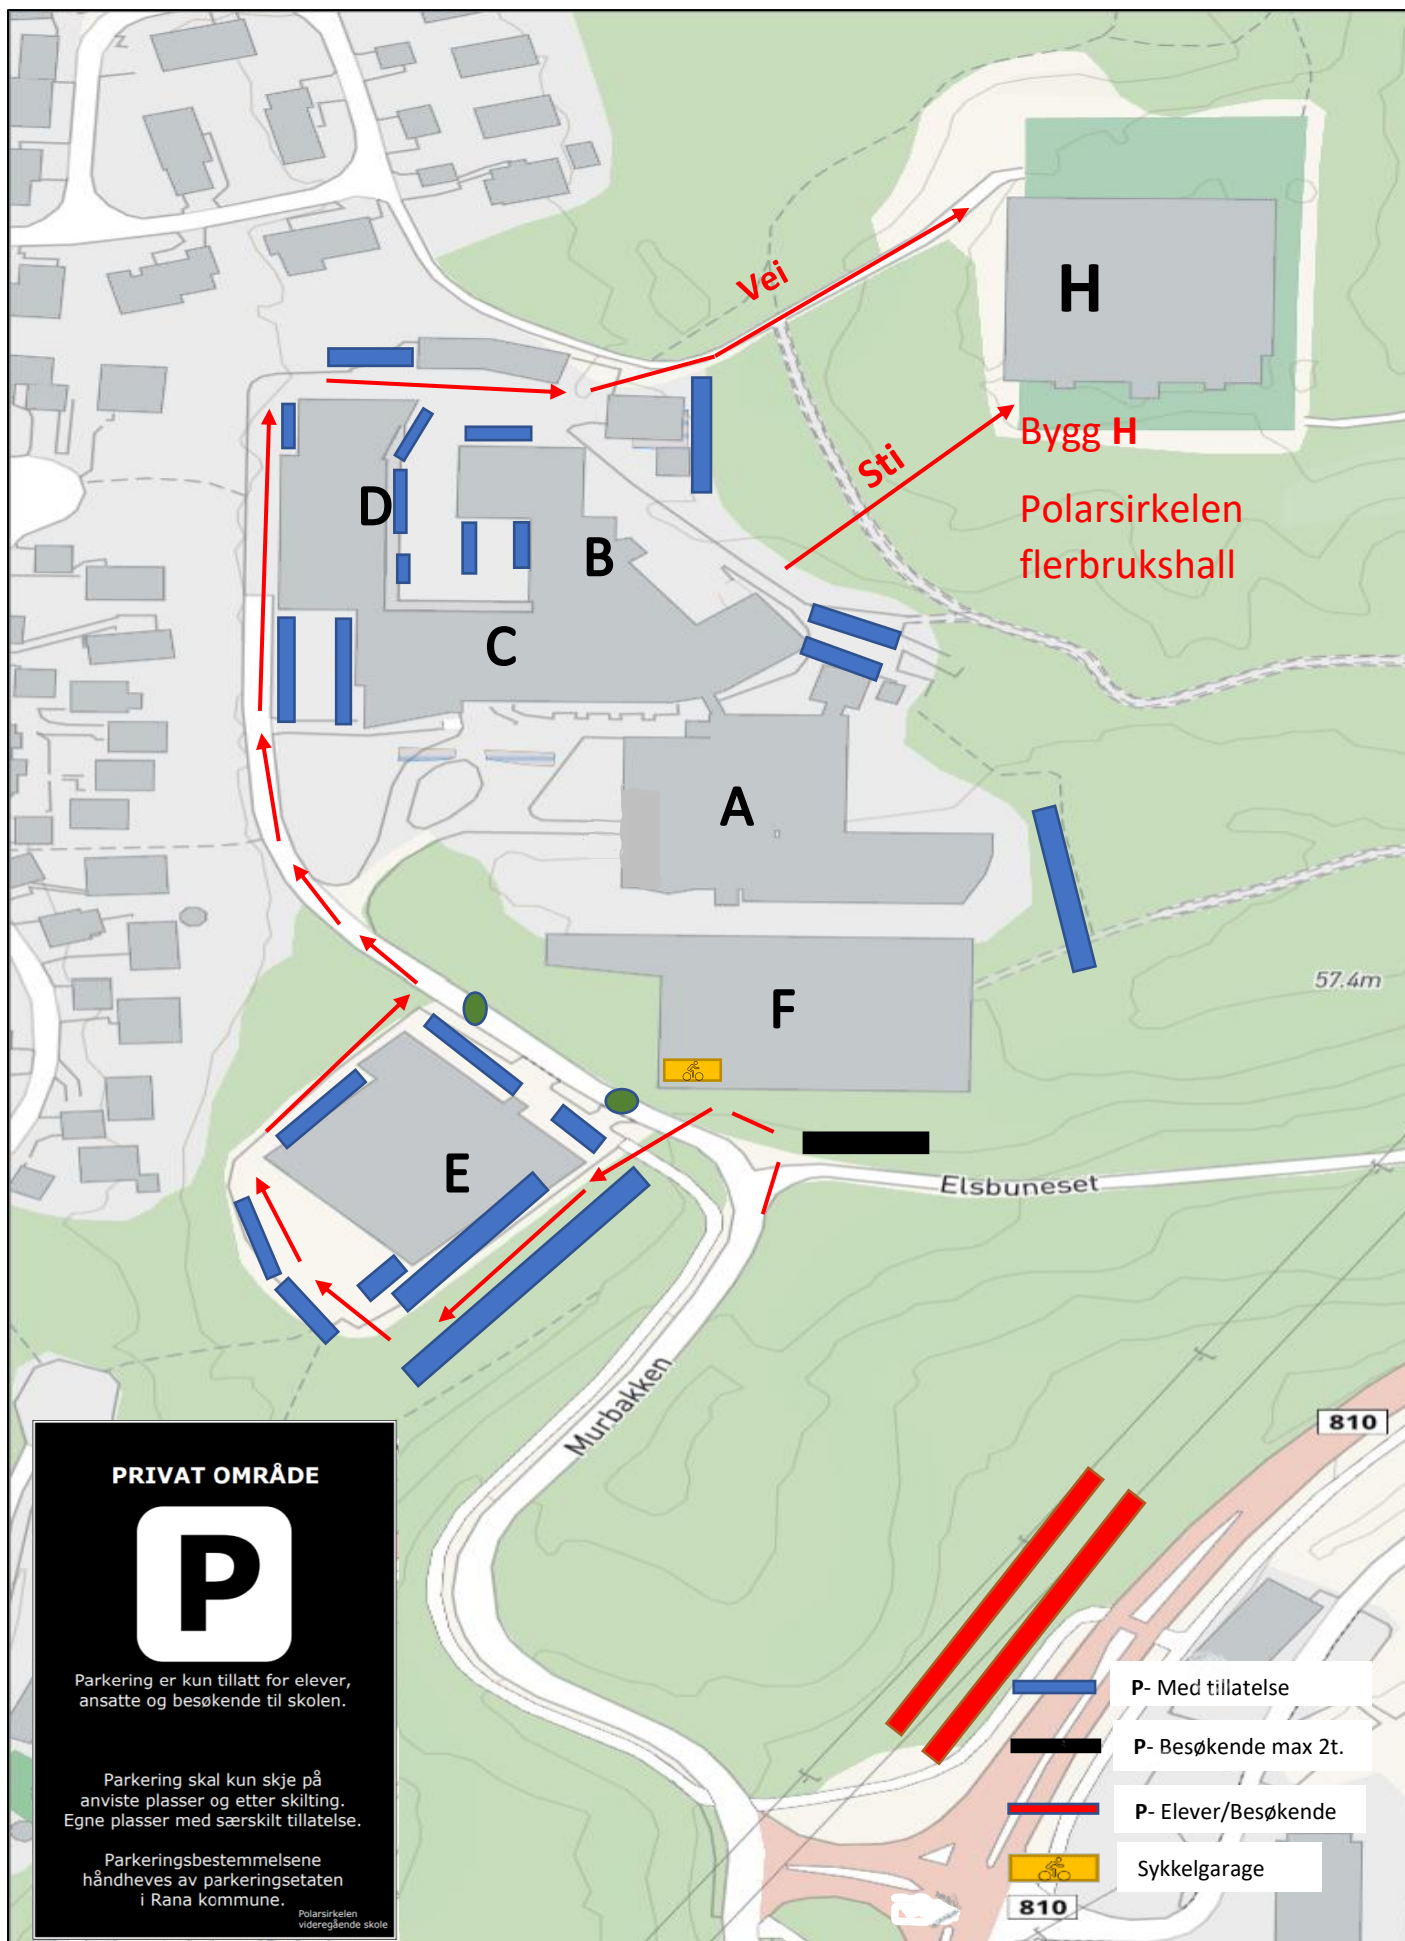 Vei
H
Bygg H
Sti
D
Polarsirkelen
flerbrukshall
B
C
A
57.4m
F
E
Elsbuneset
Murbakken
810
PRIVAT OMRÅDE
P
Parkering er kun tillatt for elever,
ansatte og besøkende til skolen.
Parkering skal kun skje på
anviste plasser og etter skilting.
Egne plasser med særskilt tillatelse.
Parkeringsbestemmelsene
håndheves av parkeringsetaten
i Rana kommune.
Polarsirkelen
videregående skole
P- Med tillatelse
P- Besøkende max 2t.
P- Elever/Besøkende
Sykkelgarage
810